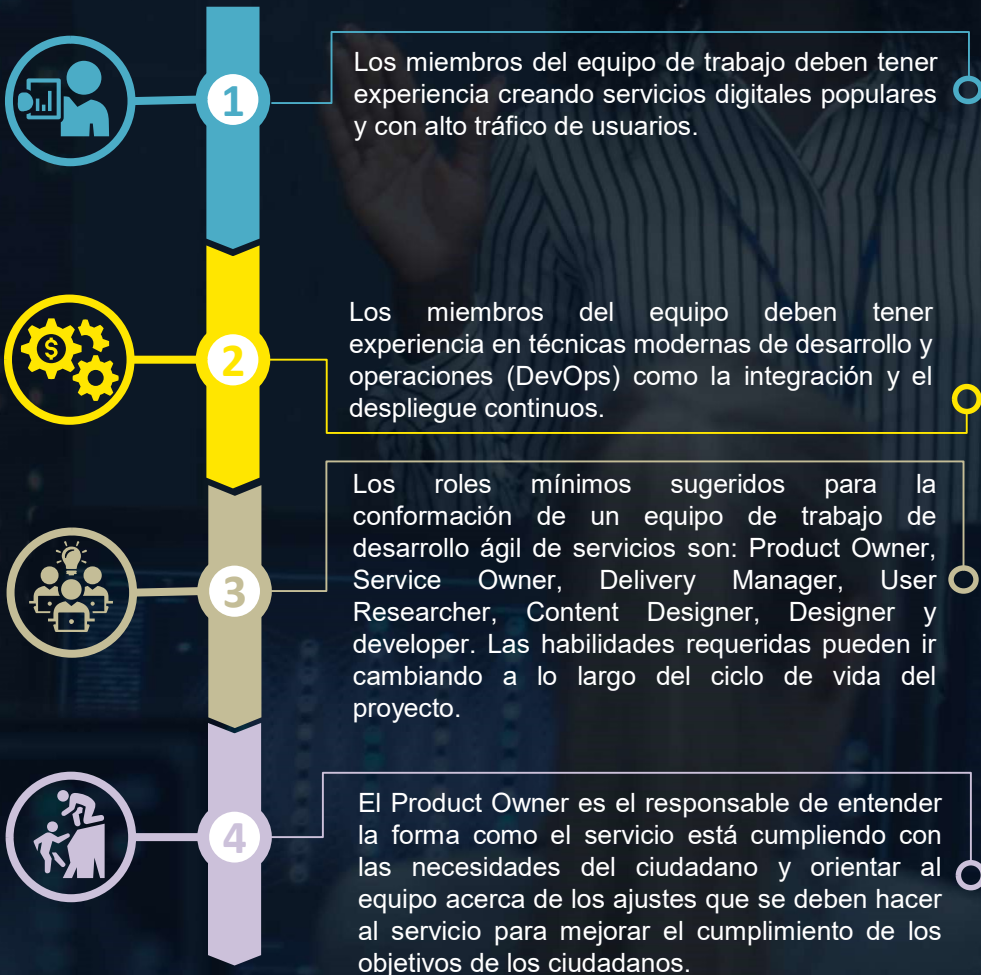 1
Los miembros del equipo de trabajo deben tener
experiencia creando servicios digitales populares
y con alto tráfico de usuarios.
2
Los miembros del equipo deben tener
experiencia en técnicas modernas de desarrollo y
operaciones (DevOps) como la integración y el
despliegue continuos.
$
3
Los roles mínimos sugeridos para la
conformación de un equipo de trabajo de
desarrollo ágil de servicios son: Product Owner,
Service Owner, Delivery Manager, User
Researcher, Content Designer, Designer y
developer. Las habilidades requeridas pueden ir
cambiando a lo largo del ciclo de vida del
proyecto.
4
El Product Owner es el responsable de entender
la forma como el servicio está cumpliendo con
las necesidades del ciudadano y orientar al
equipo acerca de los ajustes que se deben hacer
al servicio para mejorar el cumplimiento de los
objetivos de los ciudadanos.